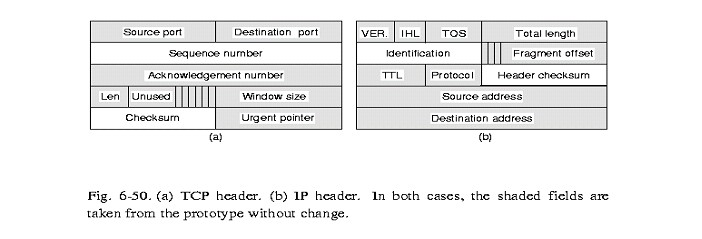 Source port Destination port
Sequence number
Acknowledgement number
Len Unused Window size
Checksum Urgent pointer
(a)
VER. IHL TOS Total length
Identification Fragment offset
TTL Protocol Header checksum
Source address
Destination address
(b)
Fig. 6-50. (a) TCP header. (b) IP header. In both cases, the shaded fields are
taken from the prototype without change.